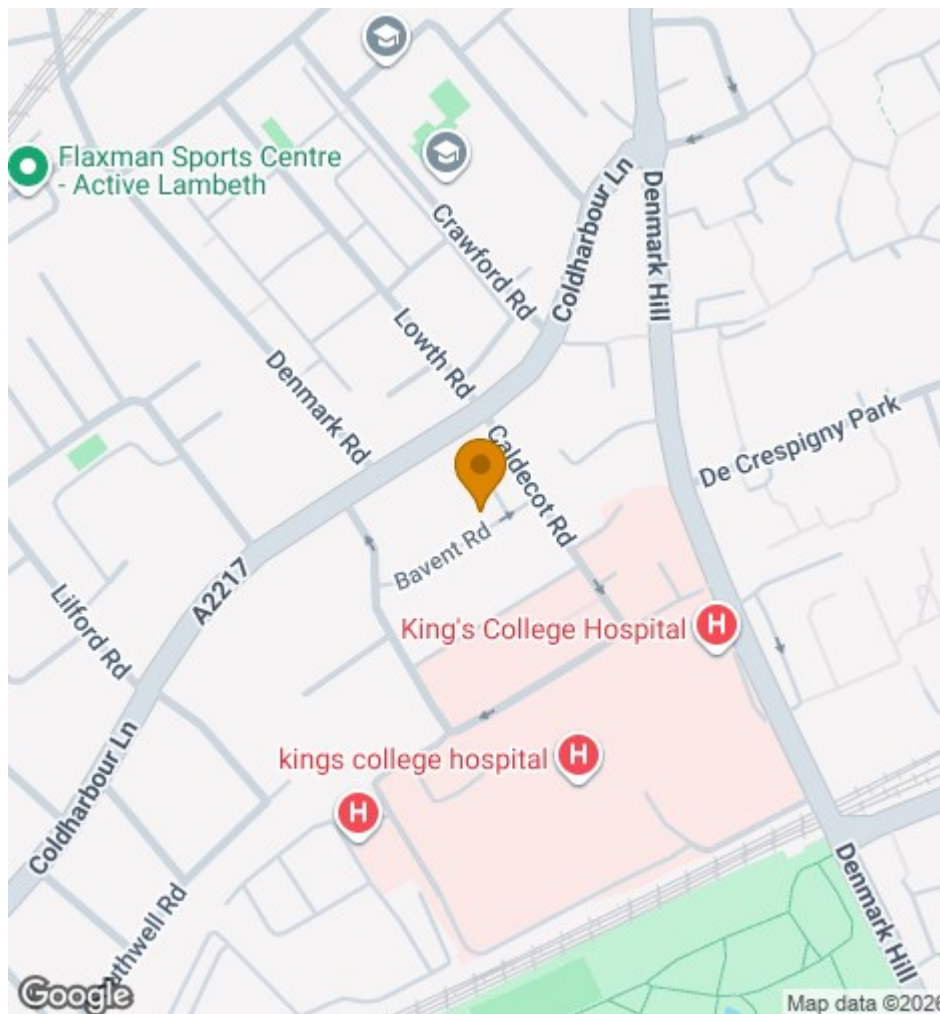 Flaxman Sports Centre
- Active Lambeth
Crawford Rd
Coldharbour Ln
Denmark Hill
Lowth Rd
Denmark Rd
Caldecot Rd
De Crespigny Park
Bavent Rd
A2217
Lilford Rd
King's College Hospital
H
kings college hospital
H
H
Coldharbour Ln
Denmark Hill
Google
Map data ©2026